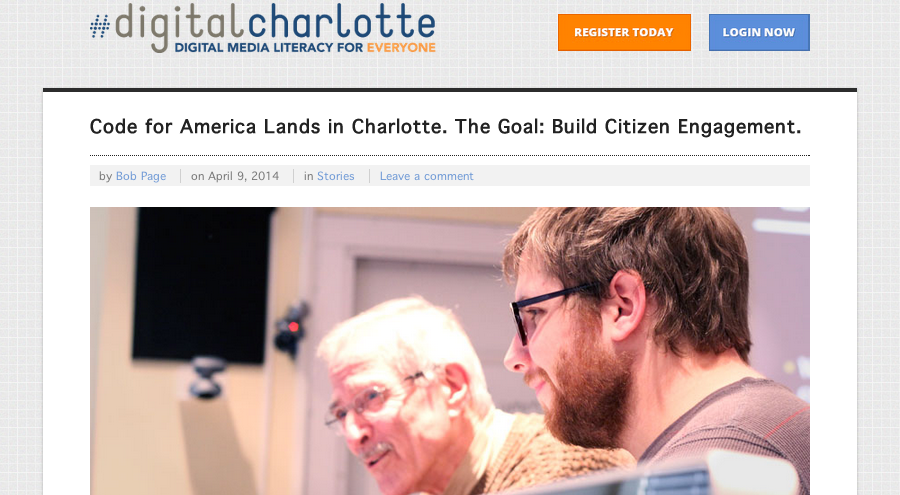 #digitalcharlotte
DIGITAL MEDIA LITERACY FOR EVERYONE
REGISTER TODAY
LOGIN NOW
Code for America Lands in Charlotte. The Goal: Build Citizen Engagement.
by Bob Page on April 9, 2014 in Stories Leave a comment